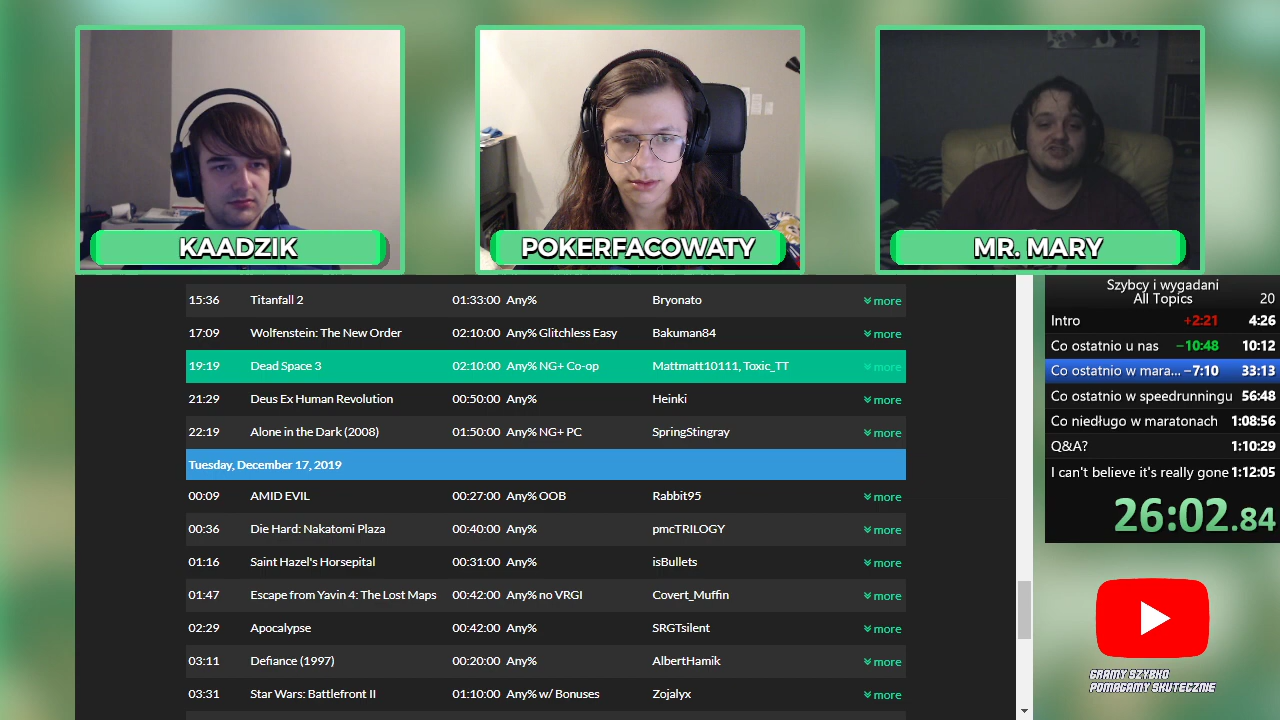 KAADZIK
POKERFACOWATY
MR. MARY
15:36 Titanfall 2 01:33:00 Any% Bryonato more
17:09 Wolfenstein: The New Order 02:10:00 Any% Glitchless Easy Bakuman84 more
19:19 Dead Space 3 02:10:00 Any% NG+ Co-op Mattmatt10111, Toxic_TT more
21:29 Deus Ex Human Revolution 00:50:00 Any% Heinki more
22:19 Alone in the Dark (2008) 01:50:00 Any% NG+ PC SpringStingray more
Tuesday, December 17, 2019
00:09 AMID EVIL 00:27:00 Any% OOB Rabbit95 more
00:36 Die Hard: Nakatomi Plaza 00:40:00 Any% pmcTRILOGY more
01:16 Saint Hazel's Horsepital 00:31:00 Any% isBullets more
01:47 Escape from Yavin 4: The Lost Maps 00:42:00 Any% no VRGI Covert_Muffin more
02:29 Apocalypse 00:42:00 Any% SRGTsilent more
03:11 Defiance (1997) 00:20:00 Any% AlbertHamik more
03:31 Star Wars: Battlefront II 01:10:00 Any% w/ Bonuses Zojalyx more
Szybcy i wygadani
All Topics 20
Intro +2:21 4:26
Co ostatnio u nas −10:48 10:12
Co ostatnio w mara... −7:10 33:13
Co ostatnio w speedrunningu 56:48
Co niedługo w maratonach 1:08:56
Q&A? 1:10:29
I can't believe it's really gone 1:12:05
26:02.84
GRAMY SZYBKO
POMAGAMY SKUTECZNIE